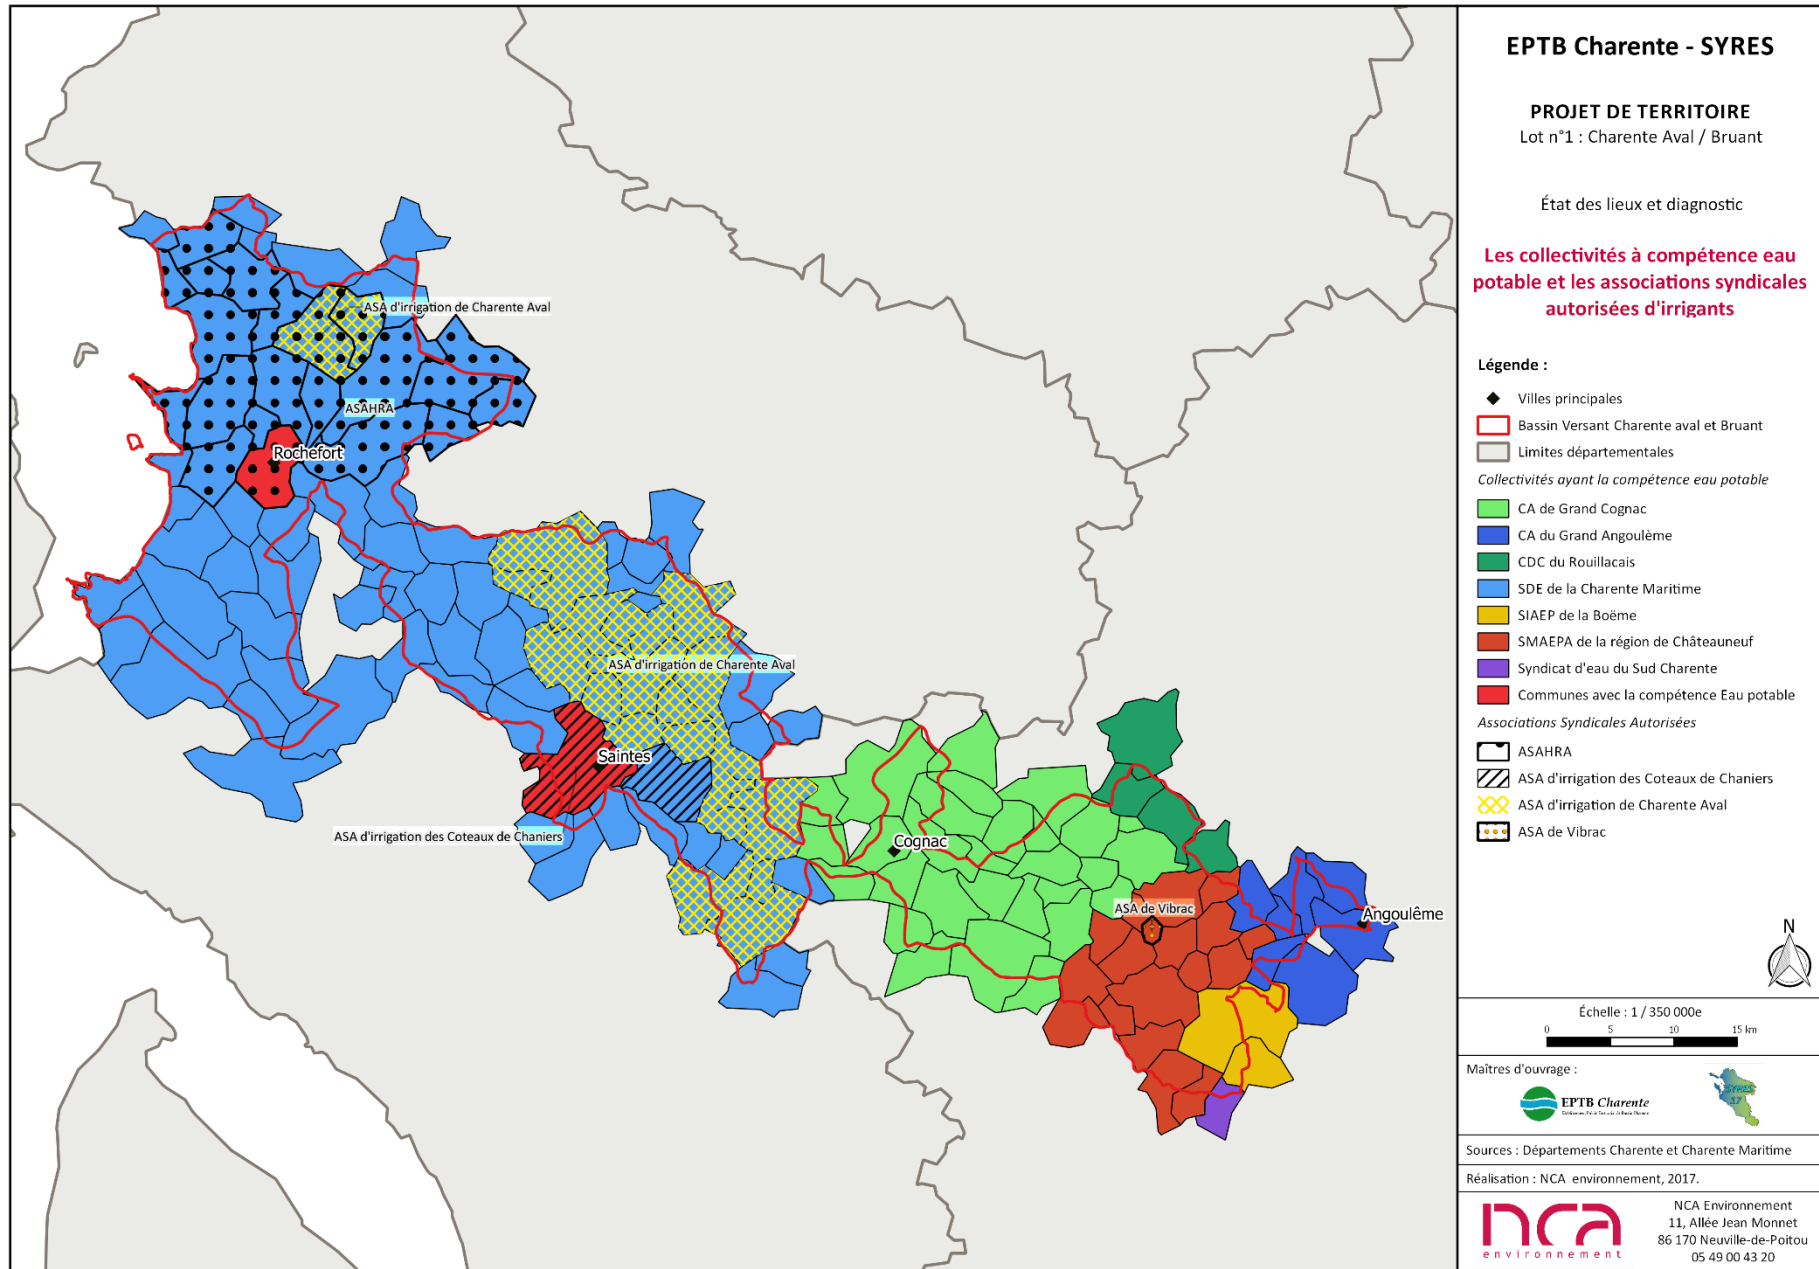 EPTB Charente - SYRES
PROJET DE TERRITOIRE
Lot n°1 : Charente Aval / Bruant
État des lieux et diagnostic
Les collectivités à compétence eau
potable et les associations syndicales
autorisées d'irrigants
Légende :
Villes principales
Bassin Versant Charente aval et Bruant
Limites départementales
Collectivités ayant la compétence eau potable
CA de Grand Cognac
CA du Grand Angoulème
CDC du Rouillacais
SDE de la Charente Maritime
SIAEP de la Boëme
SMAEPA de la région de Châteauneuf
Syndicat d'eau du Sud Charente
Communes avec la compétence Eau potable
Associations Syndicales Autorisées
ASAHRA
ASA d'irrigation des Coteaux de Chaniers
ASA d'irrigation de Charente Aval
ASA de Vibrac
N
Échelle : 1 / 350 000e
0 5 10 15 km
Maîtres d'ouvrage :
EPTB Charente
SYRES
17
Sources : Départements Charente et Charente Maritime
Réalisation : NCA environnement, 2017.
nca
environnement
NCA Environnement
11, Allée Jean Monnet
86 170 Neuville-de-Poitou
05 49 00 43 20
ASA d'irrigation de Charente Aval
ASAHRA
Rochefort
ASA d'irrigation de Charente Aval
Saintes
ASA d'irrigation des Coteaux de Chaniers
Cognac
ASA de Vibrac
Angoulême